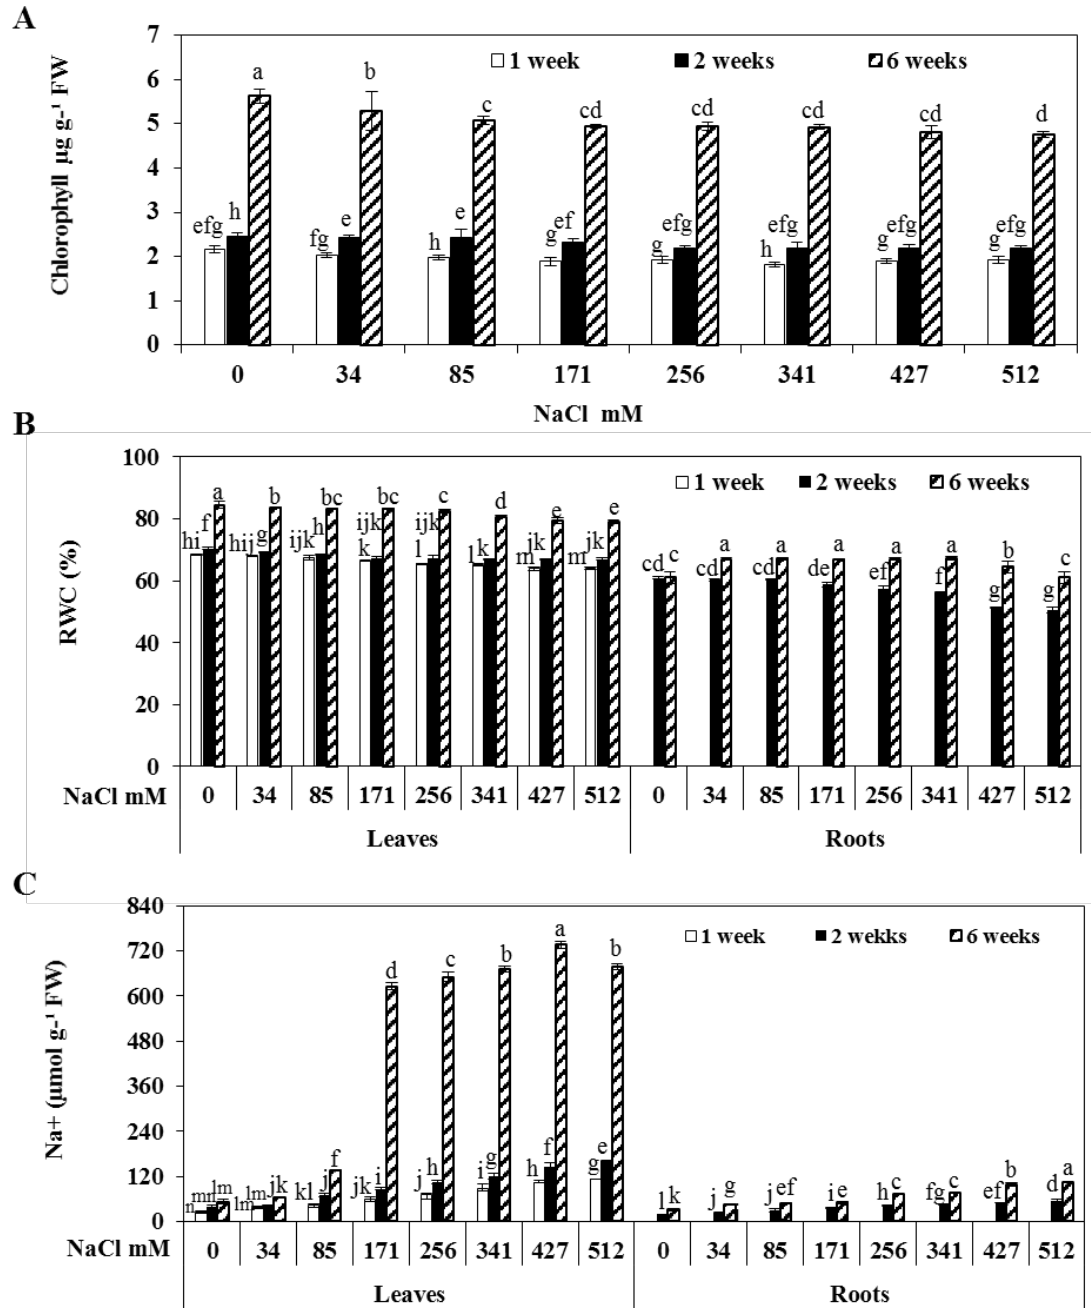 A
Chlorophyll µg g-¹ FW
7
6
5
4
3
2
1
0
1 week 2 weeks 6 weeks
a b c cd cd cd cd d
efg h fg e h e g ef g efg h efg g efg g efg
0 34 85 171 256 341 427 512
NaCl mM
B
RWC (%)
100
80
60
40
20
0
1 week 2 weeks 6 weeks
hi f a hij g b ijk h bc k ijk bc l ijk c l k d m jk e m jk e
cd c cd a cd a de a ef a f a g b g c
NaCl mM 0 34 85 171 256 341 427 512 0 34 85 171 256 341 427 512
Leaves Roots
C
Na+ (µmol g-¹ FW)
840
720
600
480
360
240
120
0
1 week 2 wekks 6 weeks
d c b a b
lm jk kl j f jk i j h i g h f g e
l k j g j ef i e h c fg c ef b d a
NaCl mM 0 34 85 171 256 341 427 512 0 34 85 171 256 341 427 512
Leaves Roots